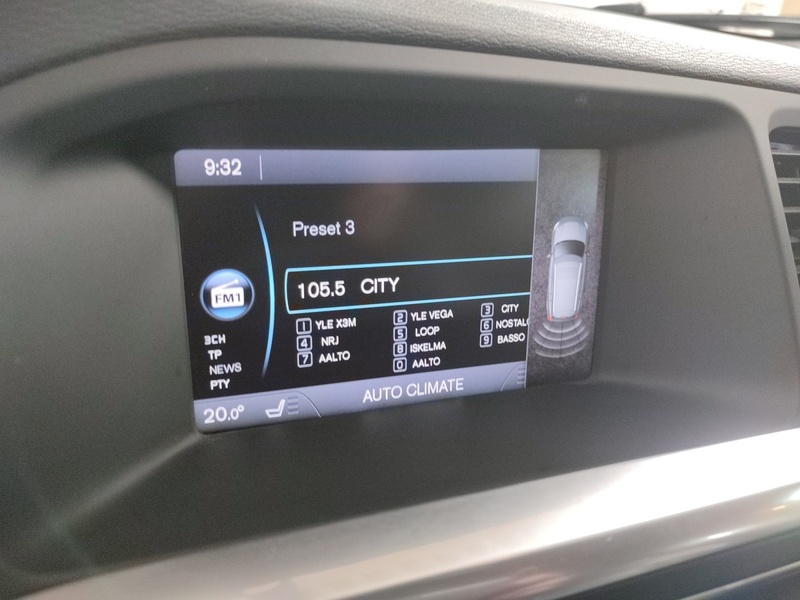 9:32
Preset 3
105.5 CITY
FM1
1 YLE X3M 2 YLE VEGA 3 CITY
4 NRJ 5 LOOP 6 NOSTAL
7 AALTO 8 ISKELMA 9 BASSO
0 AALTO
3CH
TP
NEWS
PTY
20.0° AUTO CLIMATE